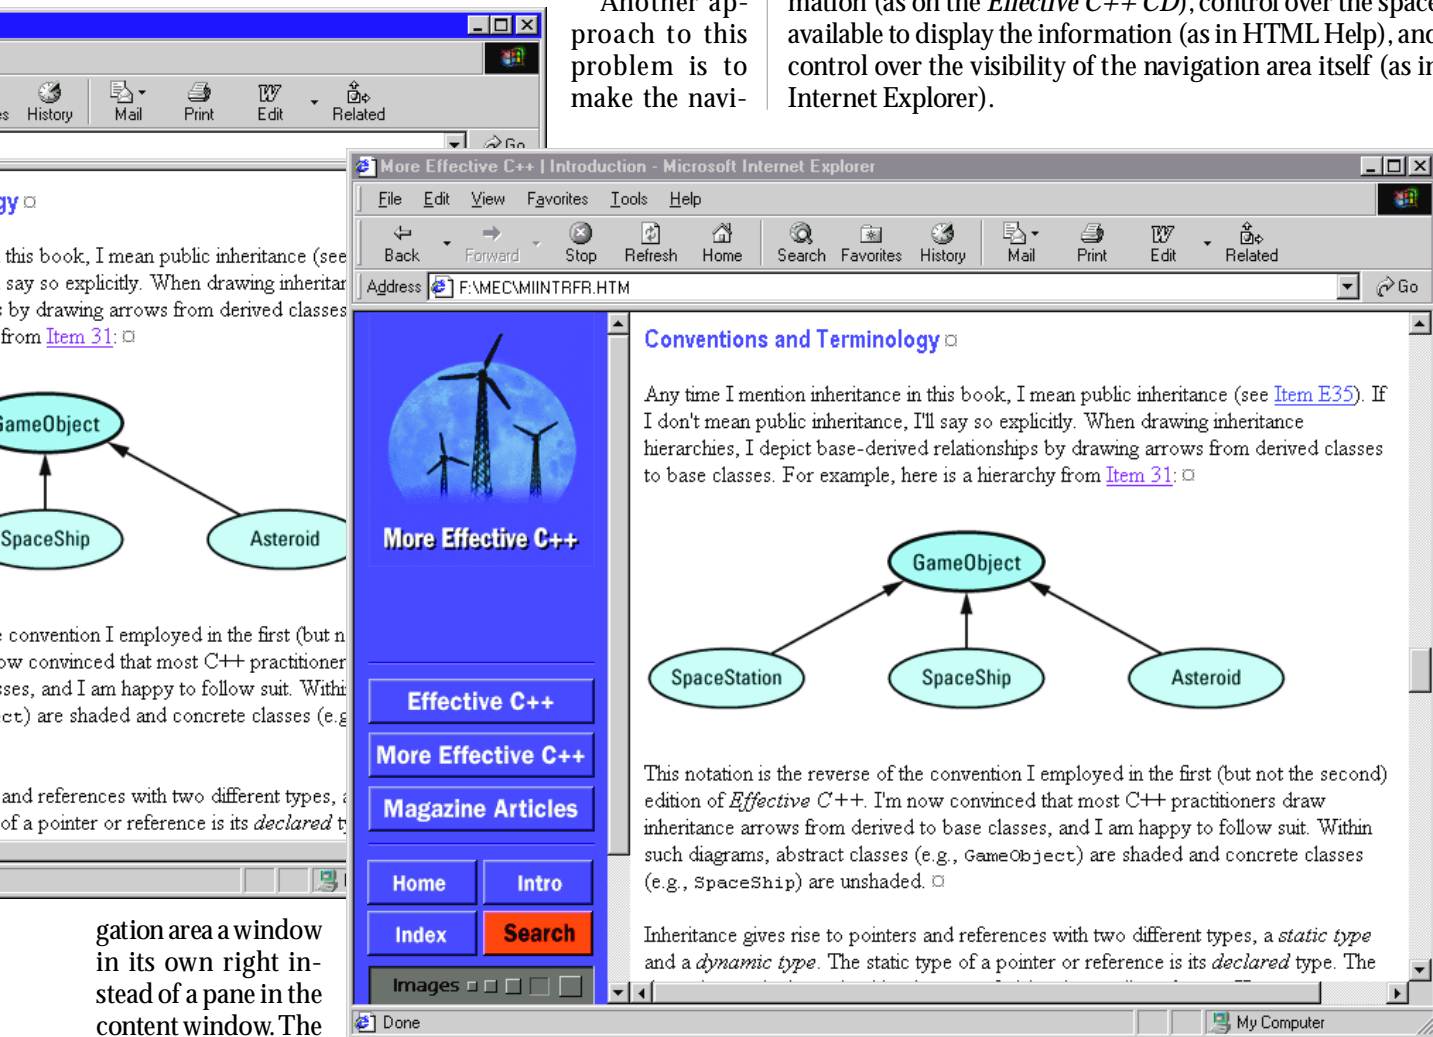 Another ap-
proach to this
problem is to
make the navi-
mation (as on the Effective C++ CD), control over the space
available to display the information (as in HTML Help), and
control over the visibility of the navigation area itself (as in
Internet Explorer).
History
Mail
Print
Edit
Related
Go
this book, I mean public inheritance (see
say so explicitly. When drawing inheritan
by drawing arrows from derived classes
from Item 31: ¤
GameObject
SpaceShip
Asteroid
convention I employed in the first (but n
ow convinced that most C++ practitioner
sses, and I am happy to follow suit. Withi
ect) are shaded and concrete classes (e.g
and references with two different types, a
of a pointer or reference is its declared ty
gation area a window
in its own right in-
stead of a pane in the
content window. The
More Effective C++ | Introduction - Microsoft Internet Explorer
File Edit View Favorites Tools Help
Back Forward Stop Refresh Home Search Favorites History Mail Print Edit Related
Address F:\MEC\MIINTRFR.HTM Go
More Effective C++
Effective C++
More Effective C++
Magazine Articles
Home Intro
Index Search
Images
Conventions and Terminology ¤
Any time I mention inheritance in this book, I mean public inheritance (see Item E35). If
I don't mean public inheritance, I'll say so explicitly. When drawing inheritance
hierarchies, I depict base-derived relationships by drawing arrows from derived classes
to base classes. For example, here is a hierarchy from Item 31: ¤
GameObject
SpaceStation SpaceShip Asteroid
This notation is the reverse of the convention I employed in the first (but not the second)
edition of Effective C++. I'm now convinced that most C++ practitioners draw
inheritance arrows from derived to base classes, and I am happy to follow suit. Within
such diagrams, abstract classes (e.g., GameObject) are shaded and concrete classes
(e.g., SpaceShip) are unshaded. ¤
Inheritance gives rise to pointers and references with two different types, a static type
and a dynamic type. The static type of a pointer or reference is its declared type. The
Done My Computer